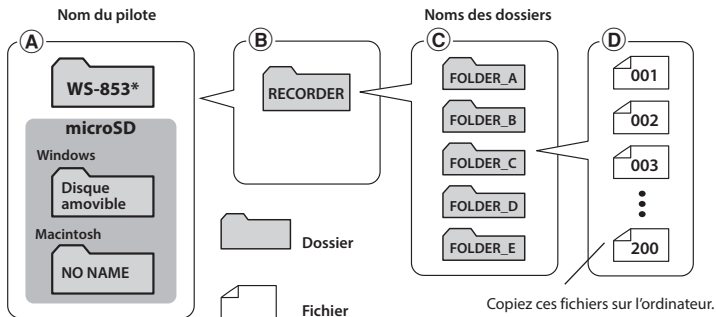 Nom du pilote
Noms des dossiers
A
B
C
D
WS-853*
microSD
Windows
Disque
amovible
Macintosh
NO NAME
RECORDER
Dossier
Fichier
FOLDER_A
FOLDER_B
FOLDER_C
FOLDER_D
FOLDER_E
001
002
003
200
Copiez ces fichiers sur l'ordinateur.